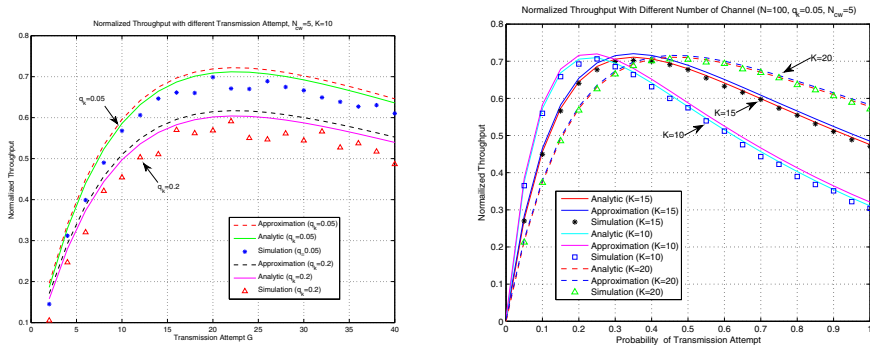 Normalized Throughput with different Transmission Attempt, N_cw=5, K=10
0.8
0.7
0.6
0.5
0.4
0.3
0.2
0.1
Normalized Throughput
q_k=0.05
q_k=0.2
Approximation (q_k=0.05)
Analytic (q_k=0.05)
Simulation (q_k0.05)
Approximation (q_k=0.2)
Analytic (q_k=0.2)
Simulation (q_k=0.2)
0 5 10 15 20 25 30 35 40
Transmission Attempt G
Normalized Throughput With Different Number of Channel (N=100, q_k=0.05, N_cw=5)
0.8
0.7
0.6
0.5
0.4
0.3
0.2
0.1
0
Normalized Throughput
K=20
K=15
K=10
Analytic (K=15)
Approximation (K=15)
Simulation (K=15)
Analytic (K=10)
Approximation (K=10)
Simulation (K=10)
Analytic (K=20)
Approximation (K=20)
Simulation (K=20)
0 0.1 0.2 0.3 0.4 0.5 0.6 0.7 0.8 0.9 1
Probability of Transmission Attempt